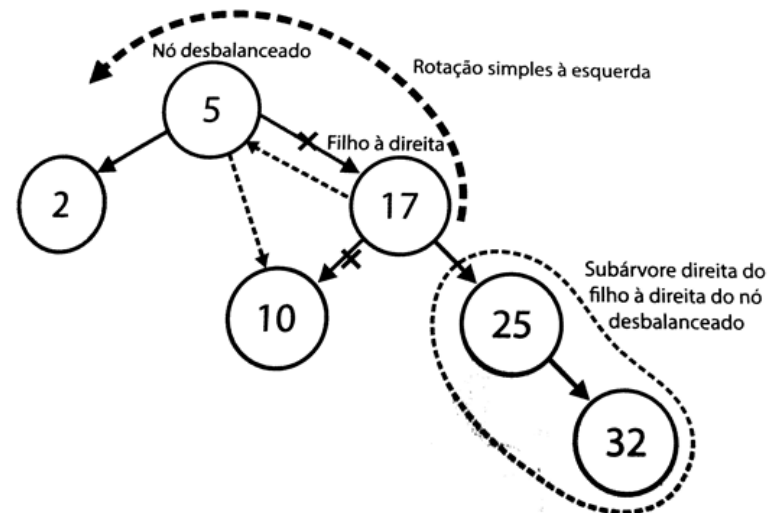 Nó desbalanceado
Rotação simples à esquerda
5
Filho à direita
2
17
10
Subárvore direita do
filho à direita do nó
desbalanceado
25
32